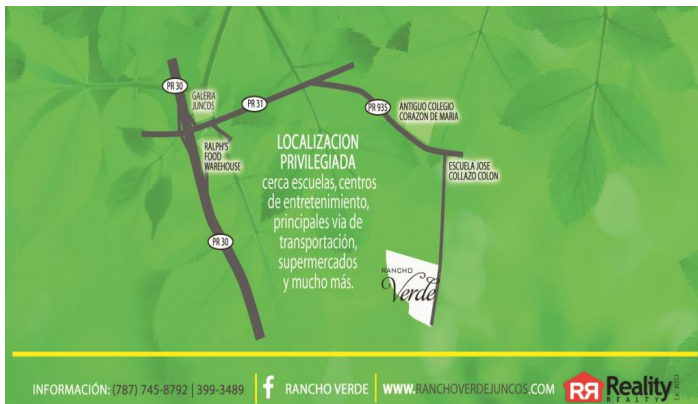 PR 30
GALERIA
JUNCOS
PR 31
PR 935
ANTIGUO COLEGIO
CORAZON DE MARIA
RALPH'S
FOOD
WAREHOUSE
LOCALIZACION
PRIVILEGIADA
cerca escuelas, centros
de entretenimiento,
principales via de
transportación,
supermercados
y mucho más.
ESCUELA JOSE
COLLAZO COLON
PR 30
RANCHO
Verde
INFORMACIÓN: (787) 745-8792 | 399-3489
f RANCHO VERDE
WWW.RANCHOVERDEJUNCOS.COM
RR Reality
REALTY